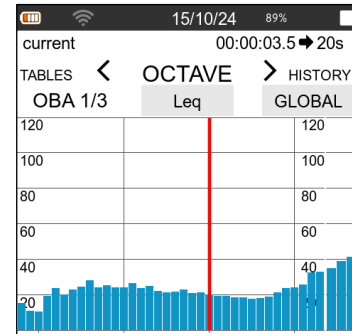 15/10/24 89%
current 00:00:03.5 ➡ 20s
TABLES < OCTAVE > HISTORY
OBA 1/3 Leq GLOBAL
120 120
100 100
80 80
60 60
40 40
20